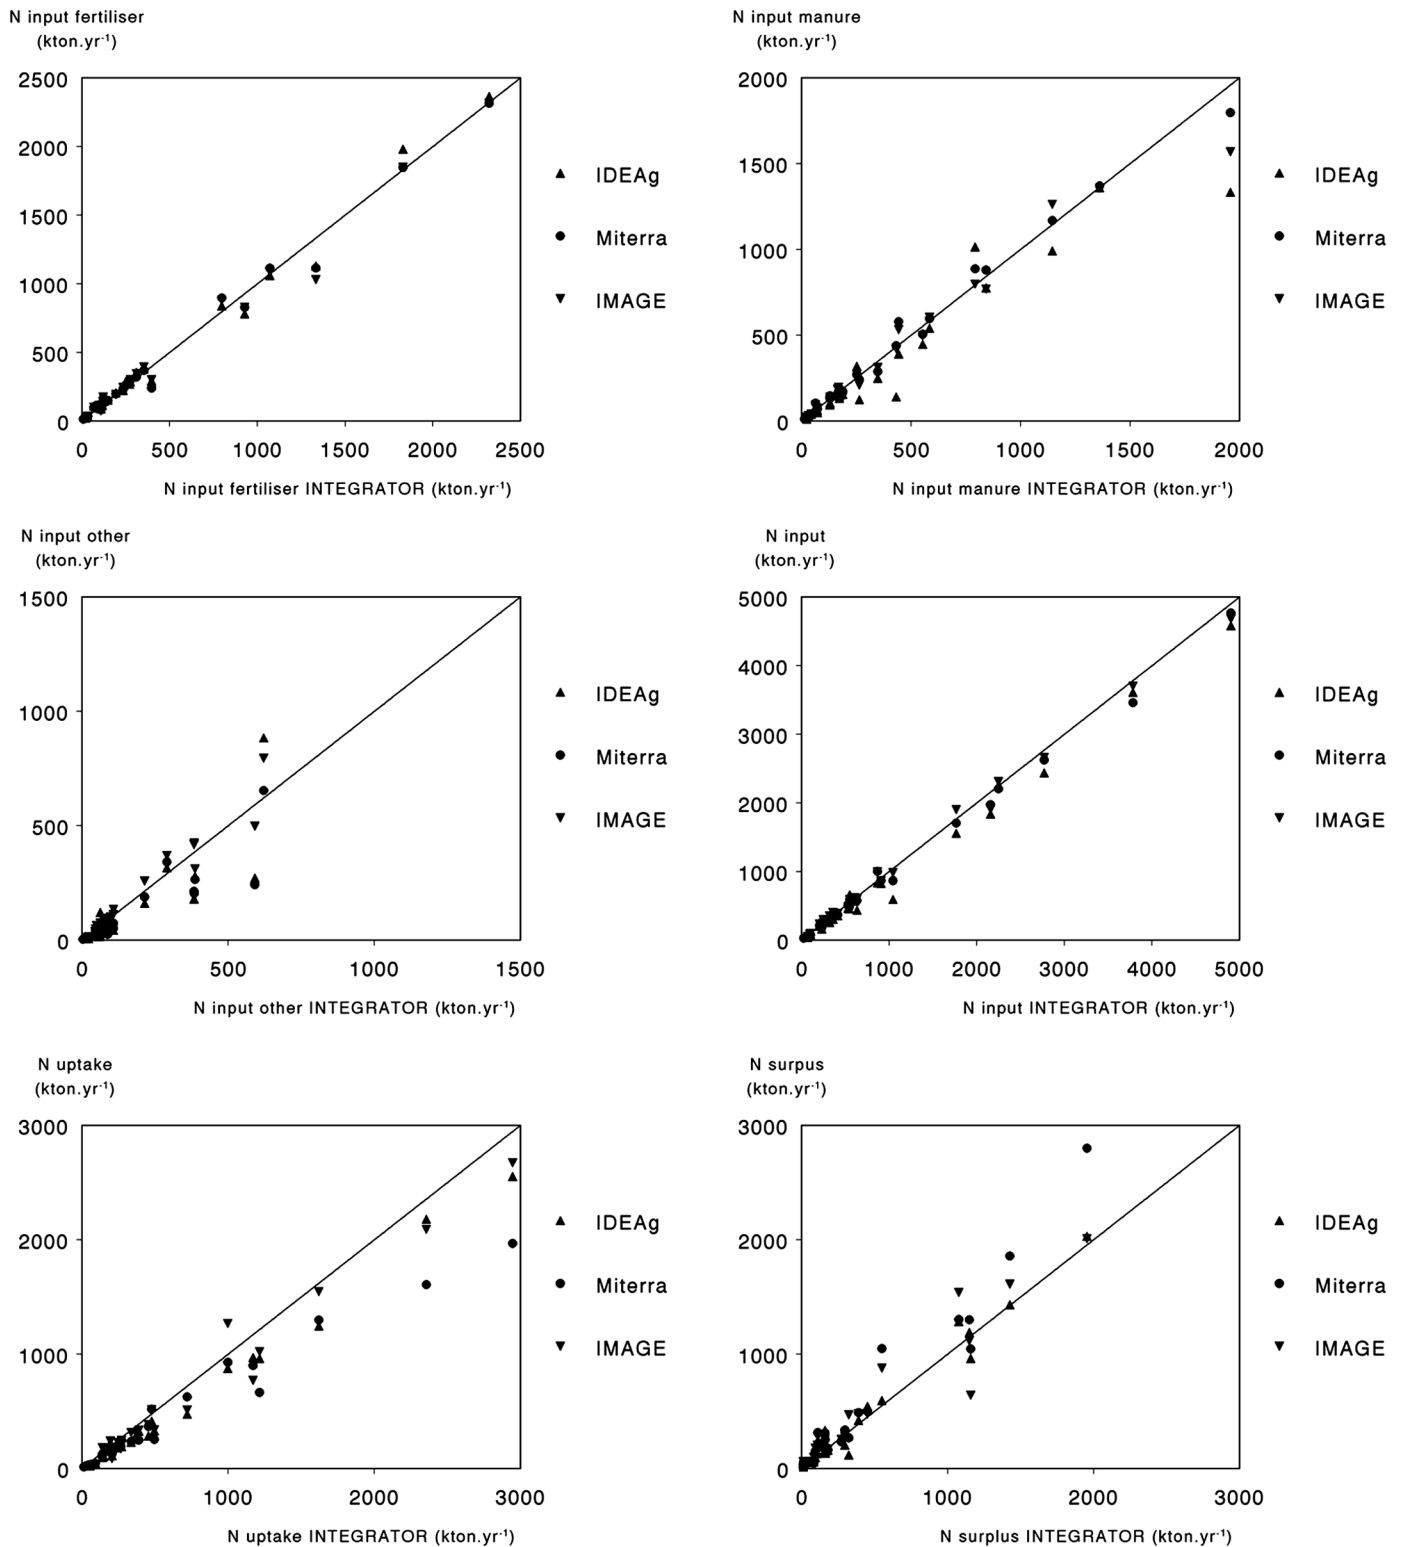 N input fertiliser
(kton.yr-1)
2500
2000
1500
1000
500
0
0 500 1000 1500 2000 2500
N input fertiliser INTEGRATOR (kton.yr-1)
IDEAg
Miterra
IMAGE
N input manure
(kton.yr-1)
2000
1500
1000
500
0
0 500 1000 1500 2000
N input manure INTEGRATOR (kton.yr-1)
IDEAg
Miterra
IMAGE
N input other
(kton.yr-1)
1500
1000
500
0
0 500 1000 1500
N input other INTEGRATOR (kton.yr-1)
IDEAg
Miterra
IMAGE
N input
(kton.yr-1)
5000
4000
3000
2000
1000
0
0 1000 2000 3000 4000 5000
N input INTEGRATOR (kton.yr-1)
IDEAg
Miterra
IMAGE
N uptake
(kton.yr-1)
3000
2000
1000
0
0 1000 2000 3000
N uptake INTEGRATOR (kton.yr-1)
IDEAg
Miterra
IMAGE
N surpus
(kton.yr-1)
3000
2000
1000
0
0 1000 2000 3000
N surplus INTEGRATOR (kton.yr-1)
IDEAg
Miterra
IMAGE